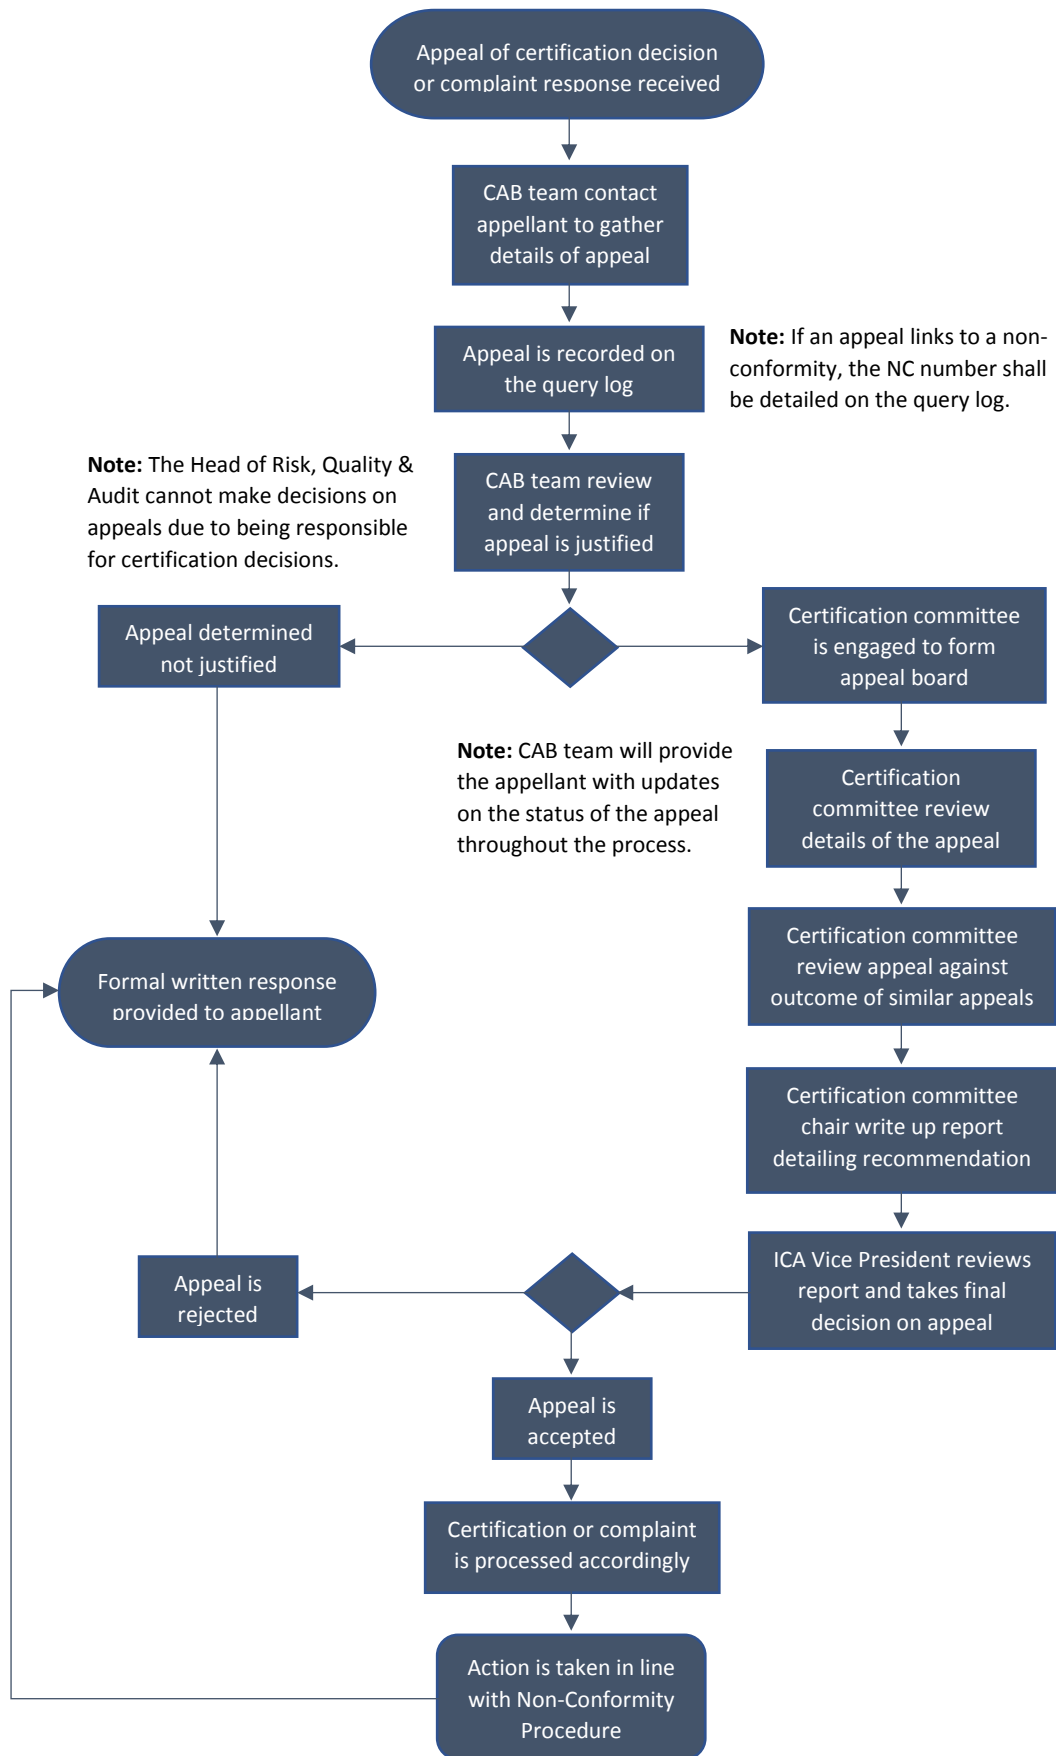 Appeal of certification decision
or complaint response received
CAB team contact
appellant to gather
details of appeal
Appeal is recorded on
the query log
Note: If an appeal links to a non-
conformity, the NC number shall
be detailed on the query log.
Note: The Head of Risk, Quality &
Audit cannot make decisions on
appeals due to being responsible
for certification decisions.
CAB team review
and determine if
appeal is justified
Appeal determined
not justified
Certification committee
is engaged to form
appeal board
Note: CAB team will provide
the appellant with updates
on the status of the appeal
throughout the process.
Certification
committee review
details of the appeal
Certification committee
review appeal against
outcome of similar appeals
Formal written response
provided to appellant
Certification committee
chair write up report
detailing recommendation
ICA Vice President reviews
report and takes final
decision on appeal
Appeal is
rejected
Appeal is
accepted
Certification or complaint
is processed accordingly
Action is taken in line
with Non-Conformity
Procedure